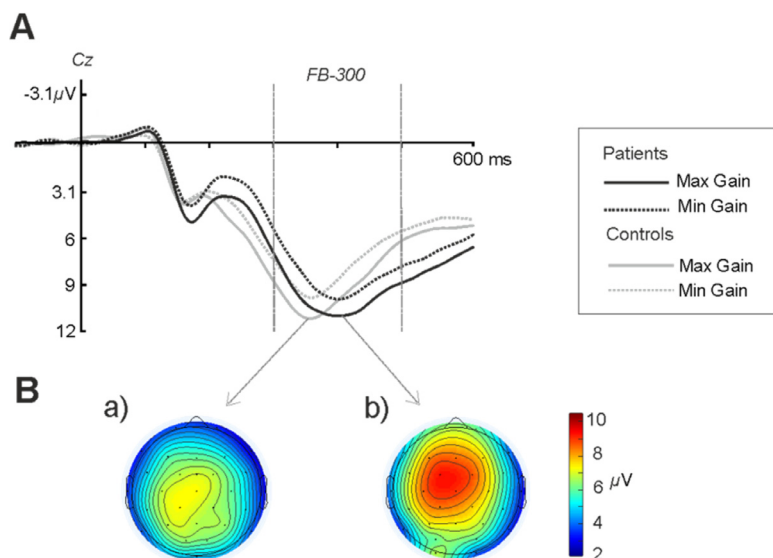 A
Cz
FB-300
-3.1µV
600 ms
3.1
6
9
12
Patients
Max Gain
Min Gain
Controls
Max Gain
Min Gain
B
a)
b)
10
8
6
4
2
µV